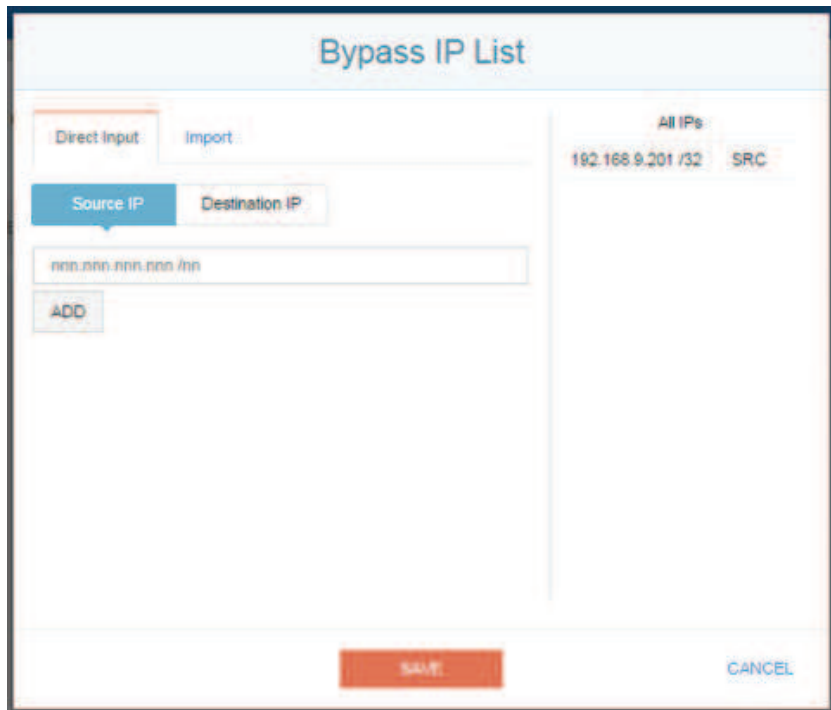 Bypass IP List
Direct Input
Import
Source IP
Destination IP
nnn.nnn.nnn.nnn /nn
ADD
All IPs
192.168.9.201 /32 SRC
SAVE
CANCEL